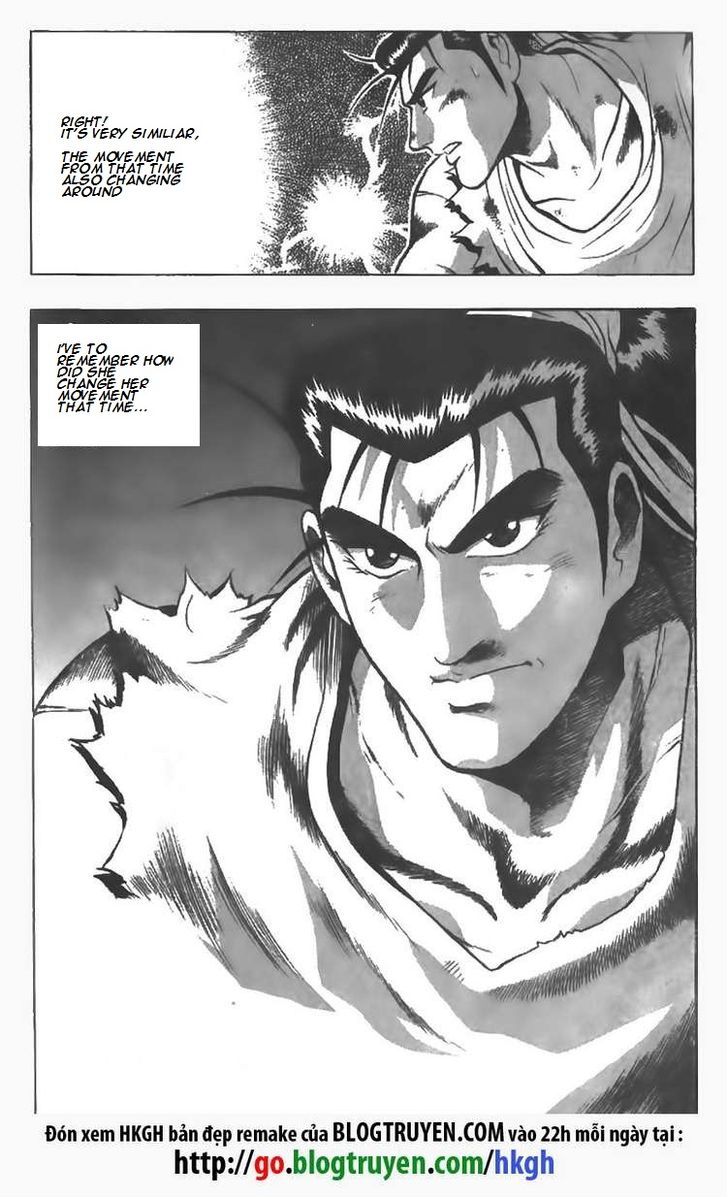 RIGHT!
IT'S VERY SIMILIAR,
THE MOVEMENT
FROM THAT TIME
ALSO CHANGING
AROUND
I'VE TO
REMEMBER HOW
DID SHE
CHANGE HER
MOVEMENT
THAT TIME...
Đón xem HKGH bản đẹp remake của BLOGTRUYEN.COM vào 22h mỗi ngày tại :
http://go.blogtruyen.com/hkgh